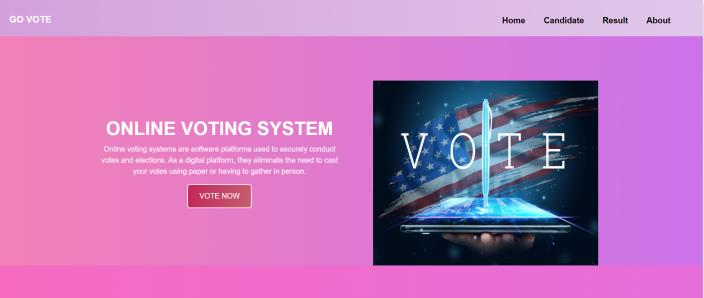 GO VOTE
Home Candidate Result About
ONLINE VOTING SYSTEM
Online voting systems are software platforms used to securely conduct
votes and elections. As a digital platform, they eliminate the need to cast
your votes using paper or having to gather in person.
VOTE NOW
VOTE